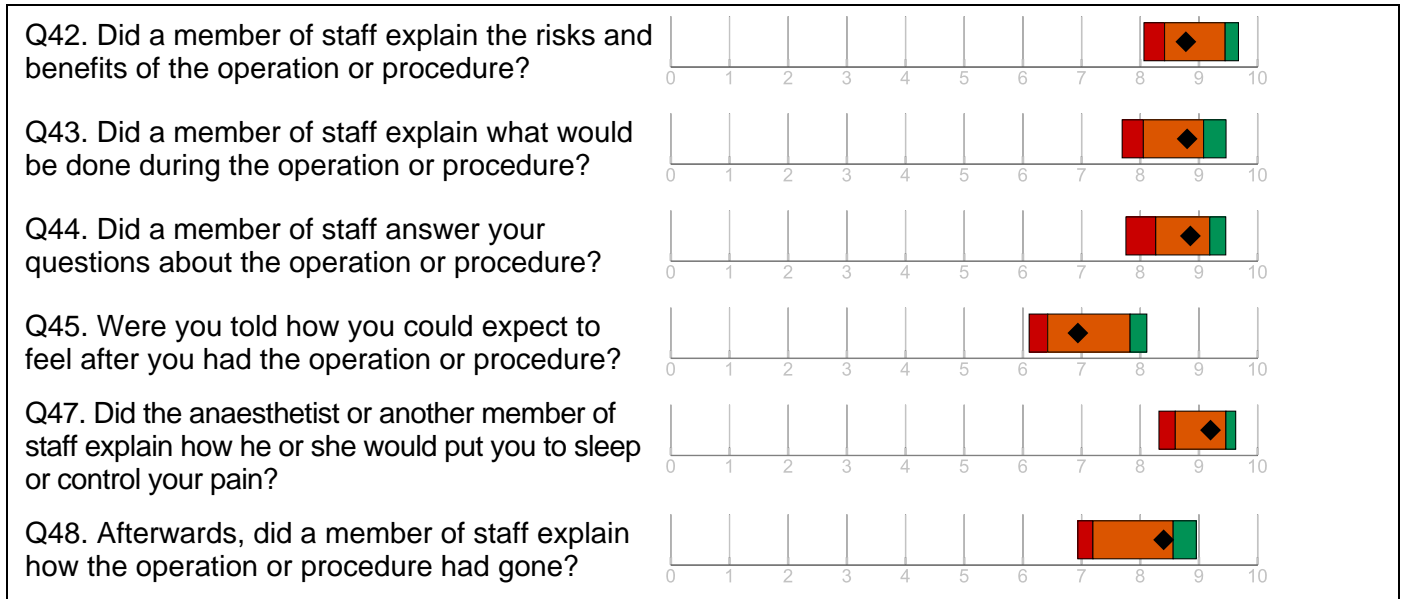 Q42. Did a member of staff explain the risks and
benefits of the operation or procedure?
0 1 2 3 4 5 6 7 8 9 10
Q43. Did a member of staff explain what would
be done during the operation or procedure?
0 1 2 3 4 5 6 7 8 9 10
Q44. Did a member of staff answer your
questions about the operation or procedure?
0 1 2 3 4 5 6 7 8 9 10
Q45. Were you told how you could expect to
feel after you had the operation or procedure?
0 1 2 3 4 5 6 7 8 9 10
Q47. Did the anaesthetist or another member of
staff explain how he or she would put you to sleep
or control your pain?
0 1 2 3 4 5 6 7 8 9 10
Q48. Afterwards, did a member of staff explain
how the operation or procedure had gone?
0 1 2 3 4 5 6 7 8 9 10